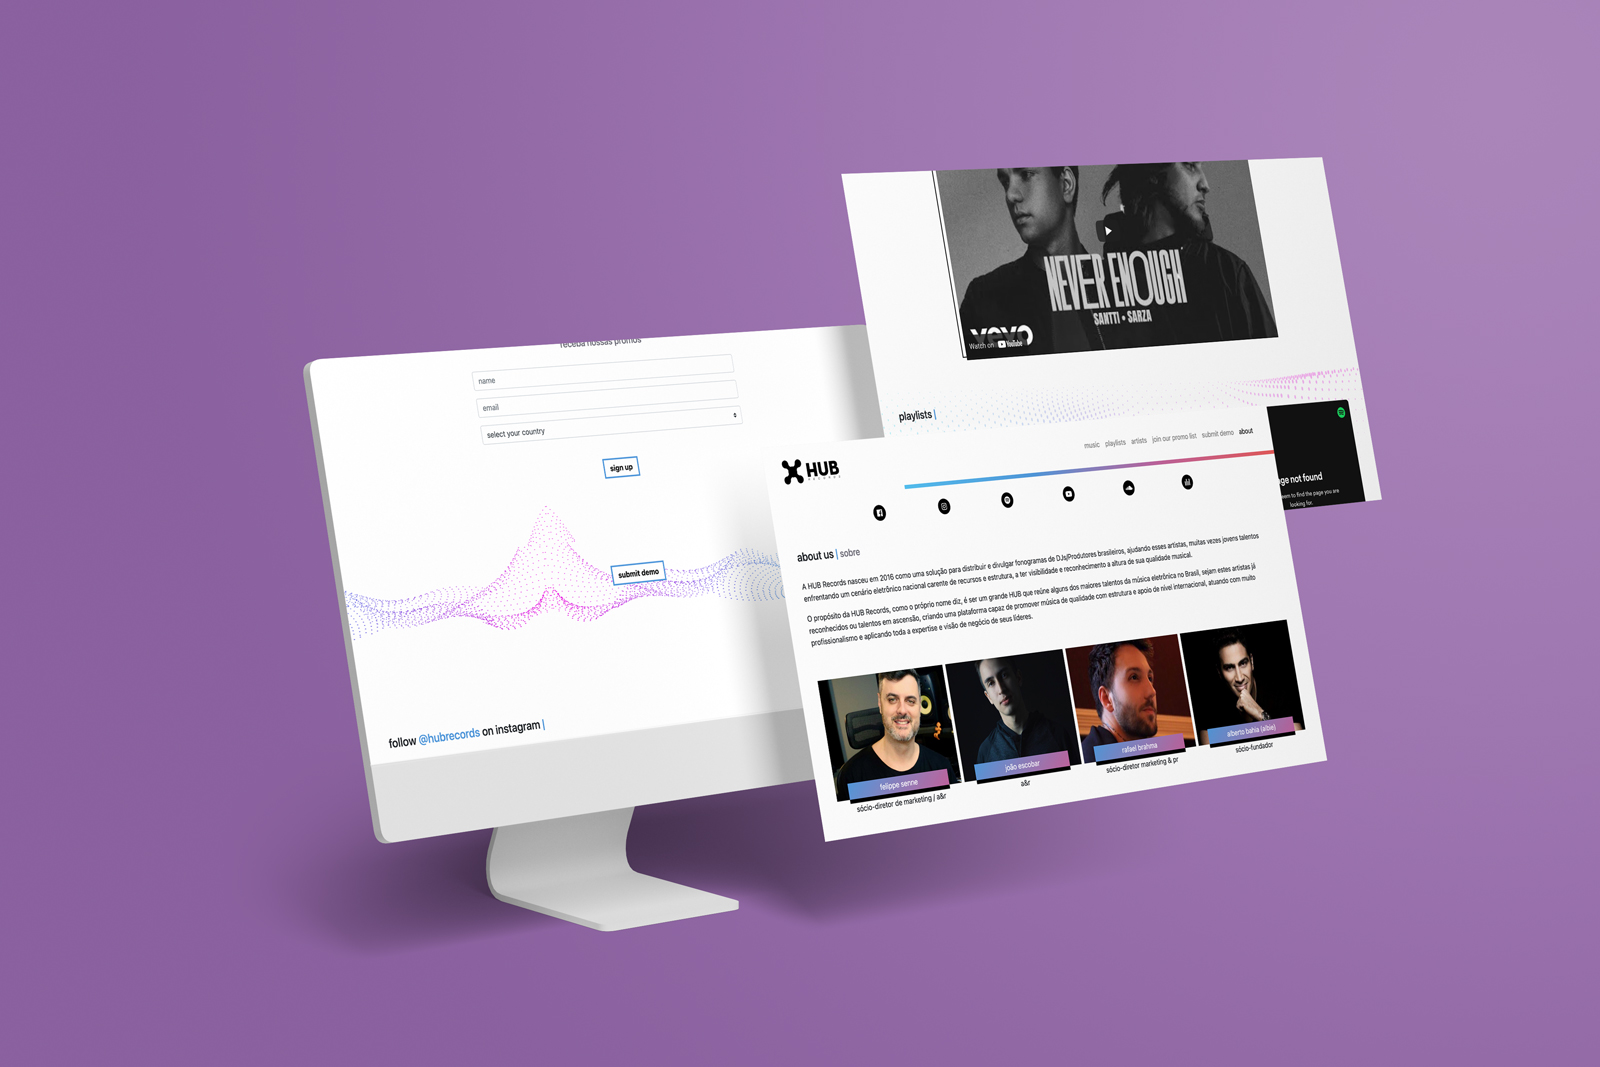 receba nossas promos
name
email
select your country
sign up
submit demo
follow @hubrecords on instagram |
NEVER ENOUGH
SANTTI • SARZA
vevo
Watch on YouTube
playlists |
ge not found
eem to find the page you are
looking for.
HUB
RECORDS
music playlists artists join our promo list submit demo about
about us | sobre
A HUB Records nasceu em 2016 como uma solução para distribuir e divulgar fonogramas de DJs/Produtores brasileiros, ajudando esses artistas, muitas vezes jovens talentos
enfrentando um cenário eletrônico nacional carente de recursos e estrutura, a ter visibilidade e reconhecimento a altura de sua qualidade musical.
O propósito da HUB Records, como o próprio nome diz, é ser um grande HUB que reúne alguns dos maiores talentos da música eletrônica no Brasil, sejam estes artistas já
reconhecidos ou talentos em ascensão, criando uma plataforma capaz de promover música de qualidade com estrutura e apoio de nível internacional, atuando com muito
profissionalismo e aplicando toda a expertise e visão de negócio de seus líderes.
felippe senne
sócio-diretor de marketing / a&r
joão escobar
a&r
rafael brahma
sócio-diretor marketing & pr
alberto bahia (albie)
sócio-fundador